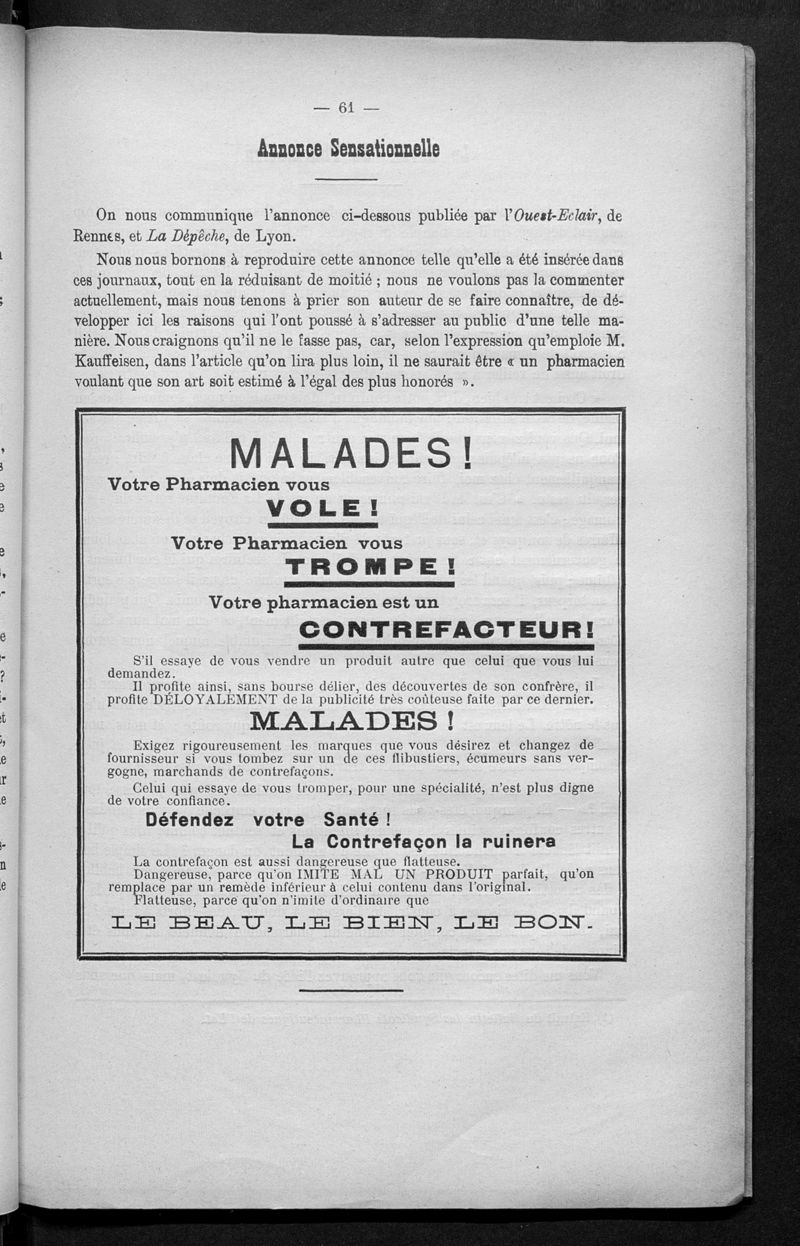 — 61 —
Annonce Sensationnelle
On nous communique l'annonce ci-dessous publiée par l'Ouest-Eclair, de
Rennes, et La Dépêche, de Lyon.
Nous nous bornons à reproduire cette annonce telle qu'elle a été insérée dans
ces journaux, tout en la réduisant de moitié ; nous ne voulons pas la commenter
actuellement, mais nous tenons à prier son auteur de se faire connaître, de dé-
velopper ici les raisons qui l'ont poussé à s'adresser au public d'une telle ma-
nière. Nous craignons qu'il ne le fasse pas, car, selon l'expression qu'emploie M.
Kauffeisen, dans l'article qu'on lira plus loin, il ne saurait être « un pharmacien
voulant que son art soit estimé à l'égal des plus honorés ».
MALADES !
Votre Pharmacien vous
VOLE !
Votre Pharmacien vous
TROMPE !
Votre pharmacien est un
CONTREFACTEUR !
S'il essaye de vous vendre un produit autre que celui que vous lui
demandez.
Il profite ainsi, sans bourse délier, des découvertes de son confrère, il
profite DÉLOYALEMENT de la publicité très coûteuse faite par ce dernier.
MALADES !
Exigez rigoureusement les marques que vous désirez et changez de
fournisseur si vous tombez sur un de ces flibustiers, écumeurs sans ver-
gogne, marchands de contrefaçons.
Celui qui essaye de vous tromper, pour une spécialité, n'est plus digne
de votre confiance.
Défendez votre Santé !
La Contrefaçon la ruinera
La contrefaçon est aussi dangereuse que flatteuse.
Dangereuse, parce qu'on IMITE MAL UN PRODUIT parfait, qu'on
remplace par un remède inférieur à celui contenu dans l'original.
Flatteuse, parce qu'on n'imite d'ordinaire que
LE BEAU, LE BIEN, LE BON.